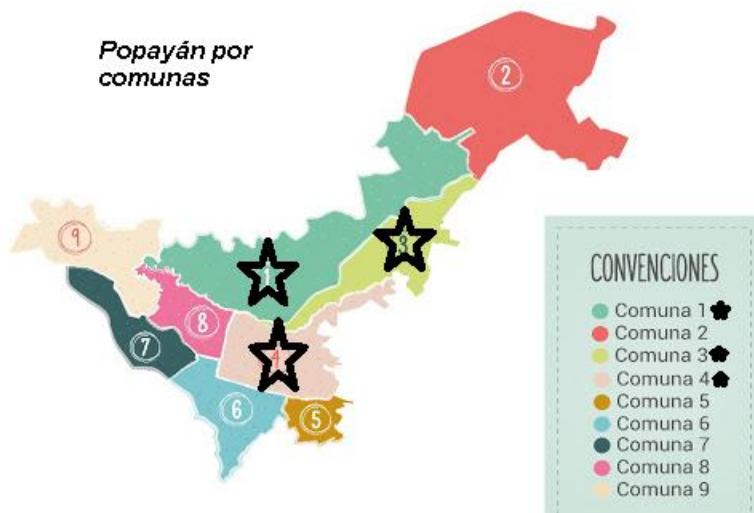 Popayán por
comunas
2
9
1
3
8
7
4
6
5
CONVENCIONES
Comuna 1
Comuna 2
Comuna 3
Comuna 4
Comuna 5
Comuna 6
Comuna 7
Comuna 8
Comuna 9